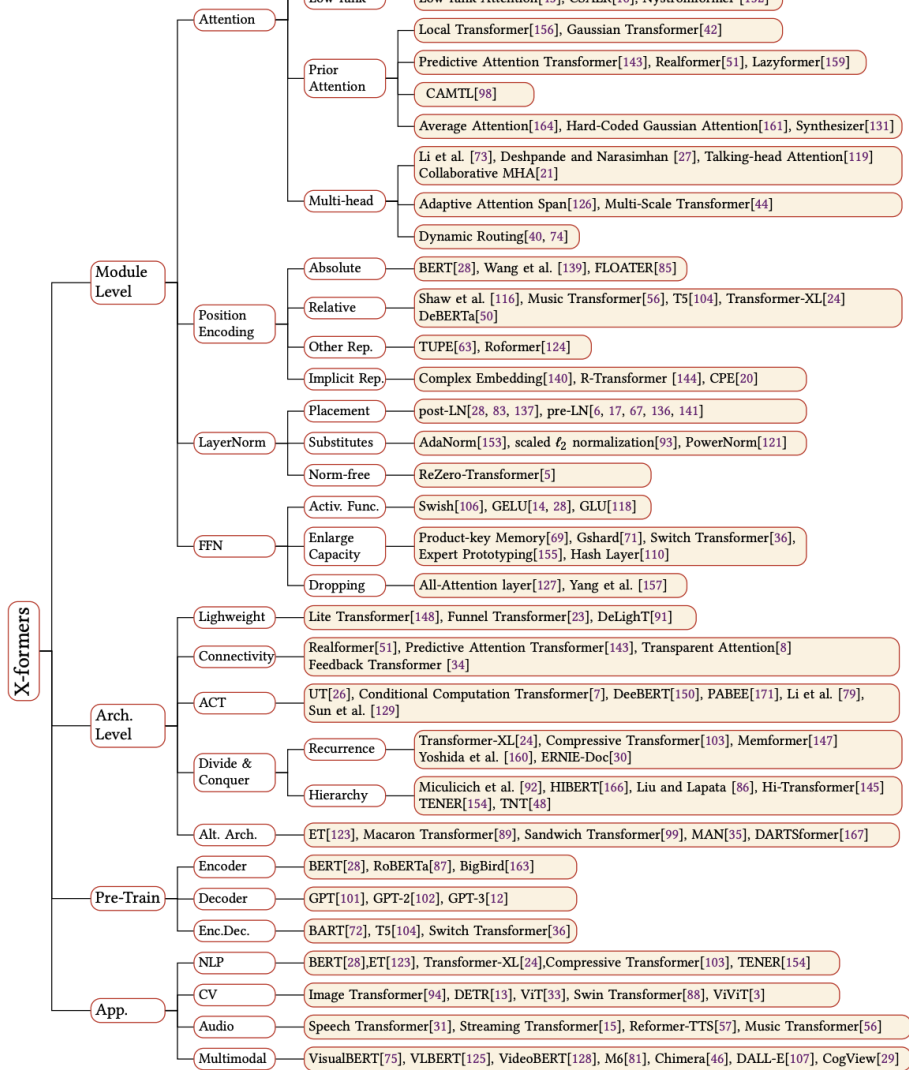 Attention
Local Transformer[156], Gaussian Transformer[42]
Prior
Attention
Predictive Attention Transformer[143], Realformer[51], Lazyformer[159]
CAMTL[98]
Average Attention[164], Hard-Coded Gaussian Attention[161], Synthesizer[131]
Multi-head
Li et al. [73], Deshpande and Narasimhan [27], Talking-head Attention[119]
Collaborative MHA[21]
Adaptive Attention Span[126], Multi-Scale Transformer[44]
Dynamic Routing[40, 74]
Module
Level
Position
Encoding
Absolute
BERT[28], Wang et al. [139], FLOATER[85]
Relative
Shaw et al. [116], Music Transformer[56], T5[104], Transformer-XL[24]
DeBERTa[50]
Other Rep.
TUPE[63], Roformer[124]
Implicit Rep.
Complex Embedding[140], R-Transformer [144], CPE[20]
LayerNorm
Placement
post-LN[28, 83, 137], pre-LN[6, 17, 67, 136, 141]
Substitutes
AdaNorm[153], scaled ℓ2 normalization[93], PowerNorm[121]
Norm-free
ReZero-Transformer[5]
FFN
Activ. Func.
Swish[106], GELU[14, 28], GLU[118]
Enlarge
Capacity
Product-key Memory[69], Gshard[71], Switch Transformer[36],
Expert Prototyping[155], Hash Layer[110]
Dropping
All-Attention layer[127], Yang et al. [157]
X-formers
Arch.
Level
Lighweight
Lite Transformer[148], Funnel Transformer[23], DeLighT[91]
Connectivity
Realformer[51], Predictive Attention Transformer[143], Transparent Attention[8]
Feedback Transformer [34]
ACT
UT[26], Conditional Computation Transformer[7], DeeBERT[150], PABEE[171], Li et al. [79],
Sun et al. [129]
Divide &
Conquer
Recurrence
Transformer-XL[24], Compressive Transformer[103], Memformer[147]
Yoshida et al. [160], ERNIE-Doc[30]
Hierarchy
Miculicich et al. [92], HIBERT[166], Liu and Lapata [86], Hi-Transformer[145]
TENER[154], TNT[48]
Alt. Arch.
ET[123], Macaron Transformer[89], Sandwich Transformer[99], MAN[35], DARTSformer[167]
Pre-Train
Encoder
BERT[28], RoBERTa[87], BigBird[163]
Decoder
GPT[101], GPT-2[102], GPT-3[12]
Enc.Dec.
BART[72], T5[104], Switch Transformer[36]
App.
NLP
BERT[28],ET[123], Transformer-XL[24],Compressive Transformer[103], TENER[154]
CV
Image Transformer[94], DETR[13], ViT[33], Swin Transformer[88], ViViT[3]
Audio
Speech Transformer[31], Streaming Transformer[15], Reformer-TTS[57], Music Transformer[56]
Multimodal
VisualBERT[75], VLBERT[125], VideoBERT[128], M6[81], Chimera[46], DALL-E[107], CogView[29]